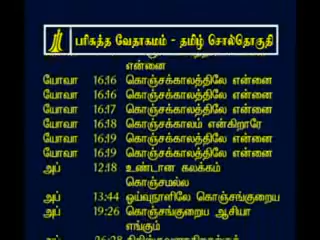 பரிசுத்த வேதாகமம் - தமிழ் சொல்தொகுதி
என்னை
யோவா 16:16 கொஞ்சக்காலத்திலே என்னை
யோவா 16:16 கொஞ்சக்காலத்திலே என்னை
யோவா 16:17 கொஞ்சக்காலத்திலே என்னை
யோவா 16:18 கொஞ்சக்காலம் என்கிறாரே
யோவா 16:19 கொஞ்சக்காலத்திலே என்னை
யோவா 16:19 கொஞ்சக்காலத்திலே என்னை
அப் 12:18 உண்டான கலக்கம்
கொஞ்சமல்ல
அப் 13:44 ஓய்வுநாளிலே கொஞ்சங்குறைய
அப் 19:26 கொஞ்சங்குறைய ஆசியா
எங்கும்
26:28